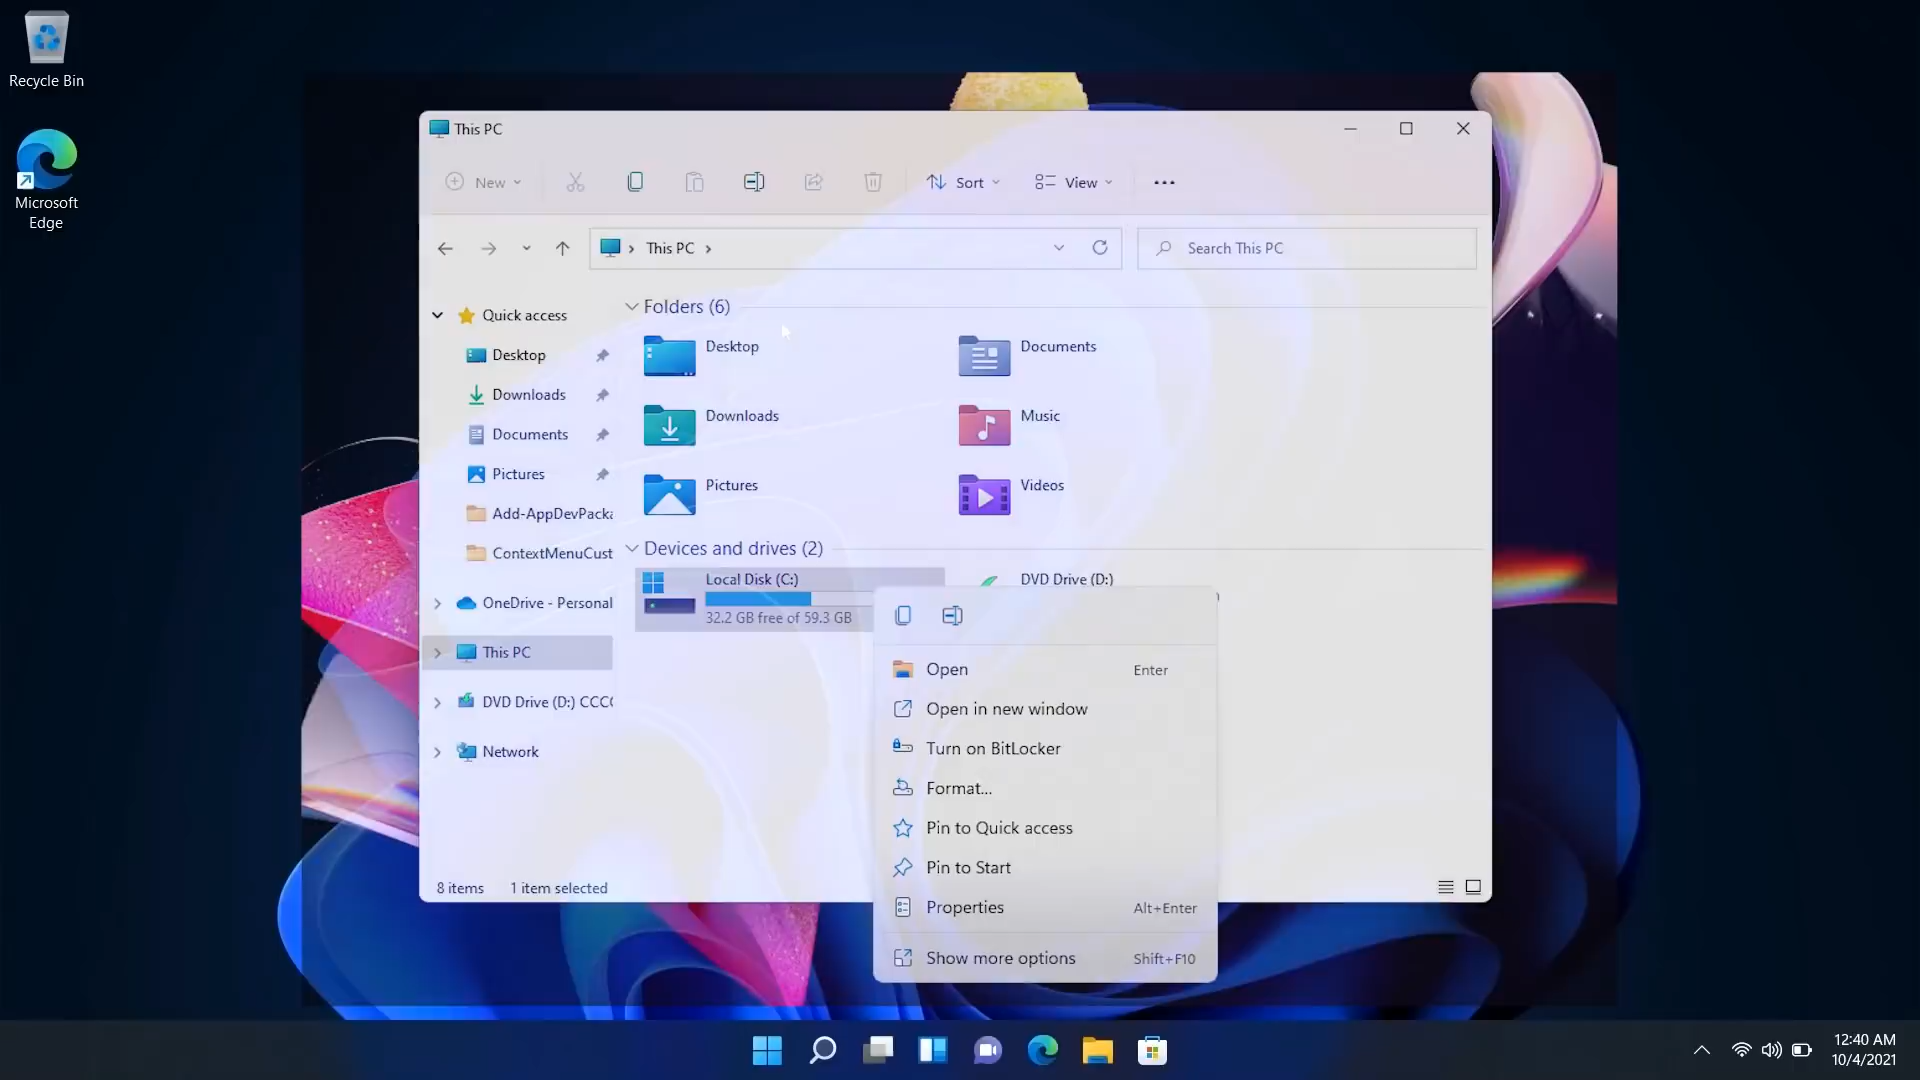 Recycle Bin
Microsoft
Edge
This PC
New
Sort
View
This PC
Search This PC
Quick access
Desktop
Downloads
Documents
Pictures
Add-AppDevPacka
ContextMenuCust
OneDrive - Personal
This PC
DVD Drive (D:) CCC
Network
Folders (6)
Desktop
Documents
Downloads
Music
Pictures
Videos
Devices and drives (2)
Local Disk (C:)
32.2 GB free of 59.3 GB
DVD Drive (D:)
Open Enter
Open in new window
Turn on BitLocker
Format...
Pin to Quick access
Pin to Start
Properties Alt+Enter
Show more options Shift+F10
8 items 1 item selected
12:40 AM
10/4/2021